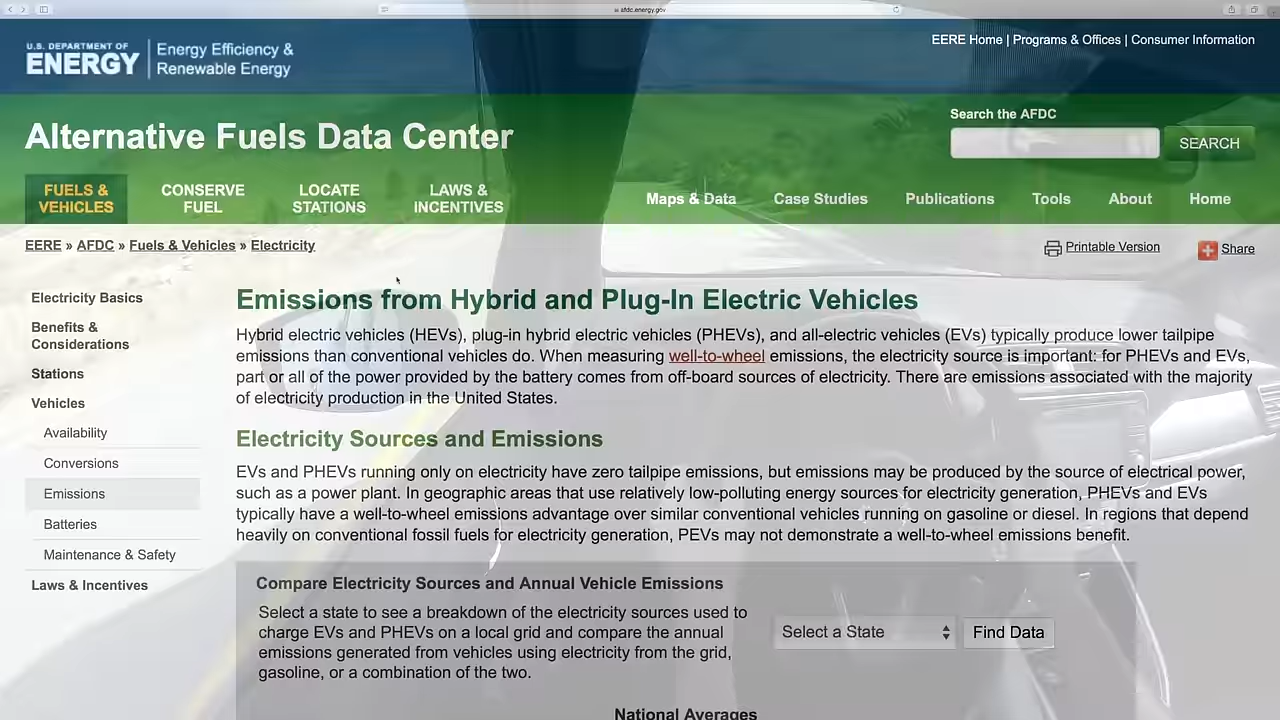 afdc.energy.gov
U.S. DEPARTMENT OF
ENERGY
Energy Efficiency &
Renewable Energy
EERE Home | Programs & Offices | Consumer Information
Alternative Fuels Data Center
Search the AFDC
SEARCH
FUELS &
VEHICLES
CONSERVE
FUEL
LOCATE
STATIONS
LAWS &
INCENTIVES
Maps & Data
Case Studies
Publications
Tools
About
Home
EERE » AFDC » Fuels & Vehicles » Electricity
Printable Version
Share
Electricity Basics
Benefits &
Considerations
Stations
Vehicles
Availability
Conversions
Emissions
Batteries
Maintenance & Safety
Laws & Incentives
Emissions from Hybrid and Plug-In Electric Vehicles
Hybrid electric vehicles (HEVs), plug-in hybrid electric vehicles (PHEVs), and all-electric vehicles (EVs) typically produce lower tailpipe
emissions than conventional vehicles do. When measuring well-to-wheel emissions, the electricity source is important: for PHEVs and EVs,
part or all of the power provided by the battery comes from off-board sources of electricity. There are emissions associated with the majority
of electricity production in the United States.
Electricity Sources and Emissions
EVs and PHEVs running only on electricity have zero tailpipe emissions, but emissions may be produced by the source of electrical power,
such as a power plant. In geographic areas that use relatively low-polluting energy sources for electricity generation, PHEVs and EVs
typically have a well-to-wheel emissions advantage over similar conventional vehicles running on gasoline or diesel. In regions that depend
heavily on conventional fossil fuels for electricity generation, PEVs may not demonstrate a well-to-wheel emissions benefit.
Compare Electricity Sources and Annual Vehicle Emissions
Select a state to see a breakdown of the electricity sources used to
charge EVs and PHEVs on a local grid and compare the annual
emissions generated from vehicles using electricity from the grid,
gasoline, or a combination of the two.
Select a State
Find Data
National Averages